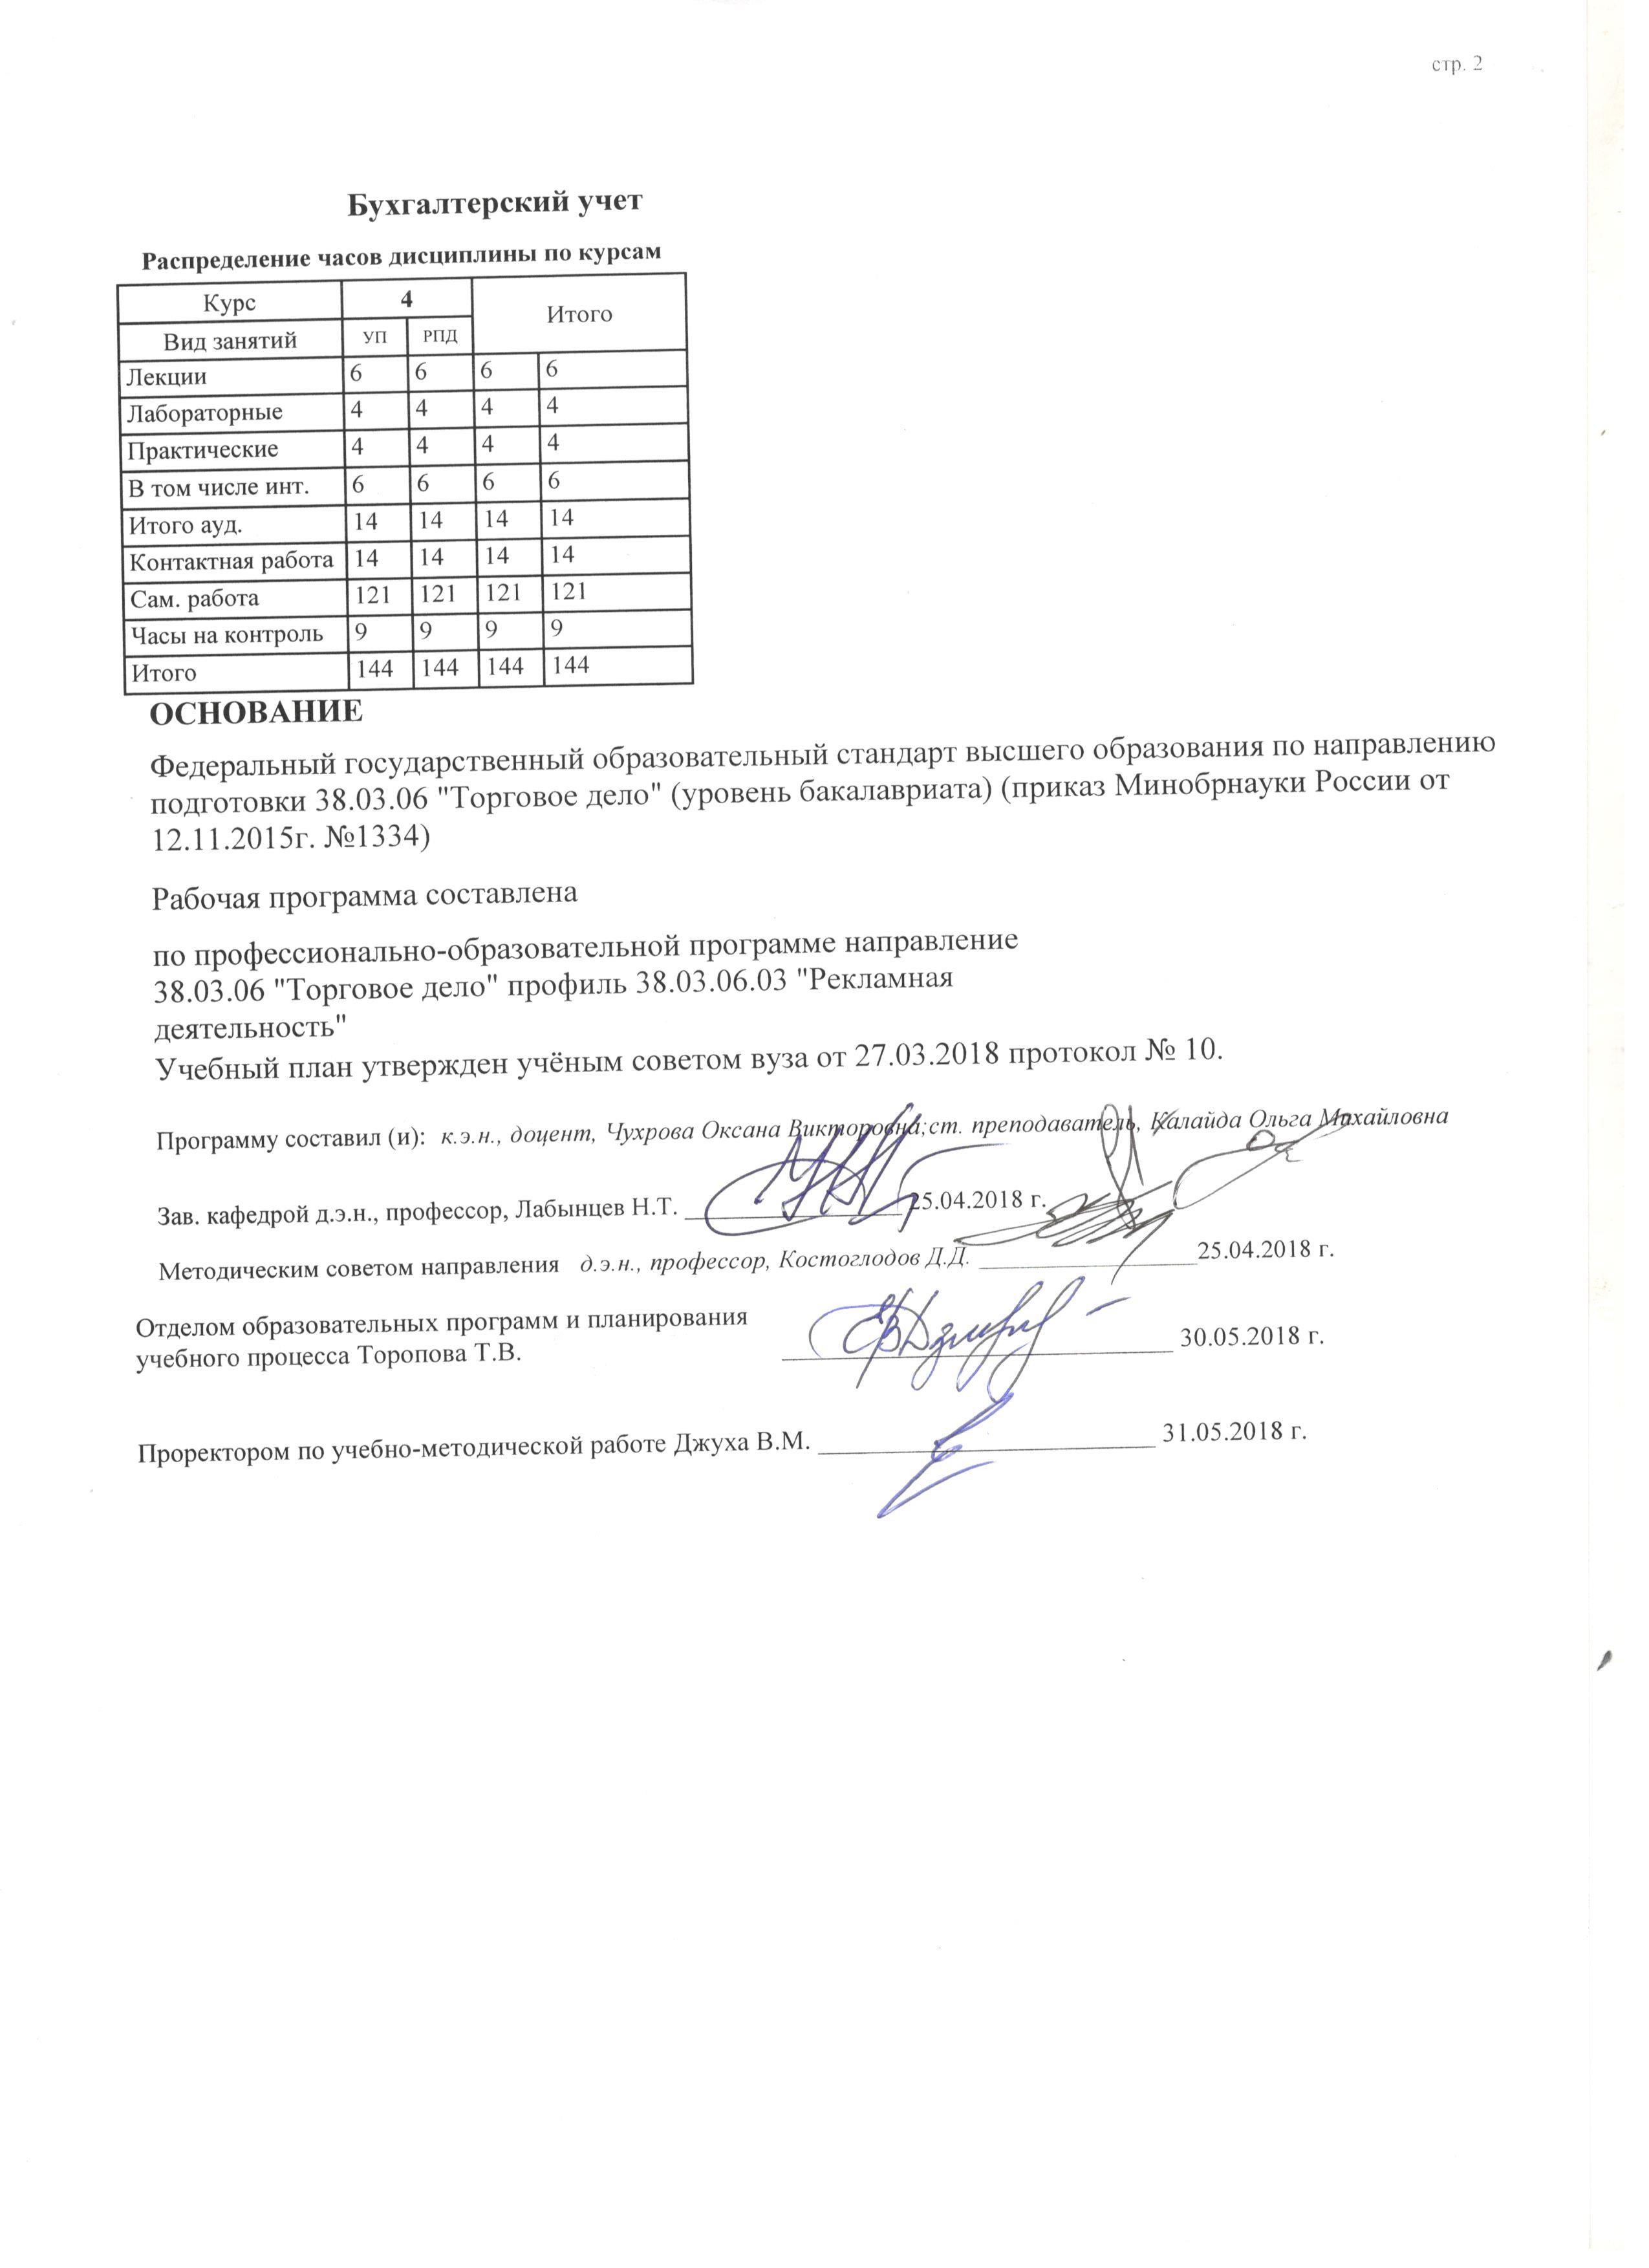 стр. 2
Бухгалтерский учет
Распределение часов дисциплины по курсам
Курс 4 Итого
Вид занятий УП РПД
Лекции 6 6 6 6
Лабораторные 4 4 4 4
Практические 4 4 4 4
В том числе инт. 6 6 6 6
Итого ауд. 14 14 14 14
Контактная работа 14 14 14 14
Сам. работа 121 121 121 121
Часы на контроль 9 9 9 9
Итого 144 144 144 144
ОСНОВАНИЕ
Федеральный государственный образовательный стандарт высшего образования по направлению
подготовки 38.03.06 "Торговое дело" (уровень бакалавриата) (приказ Минобрнауки России от
12.11.2015г. №1334)
Рабочая программа составлена
по профессионально-образовательной программе направление
38.03.06 "Торговое дело" профиль 38.03.06.03 "Рекламная
деятельность"
Учебный план утвержден учёным советом вуза от 27.03.2018 протокол № 10.
Программу составил (и): к.э.н., доцент, Чухрова Оксана Викторовна;ст. преподаватель, Калайда Ольга Михайловна
Зав. кафедрой д.э.н., профессор, Лабынцев Н.Т. 25.04.2018 г.
Методическим советом направления д.э.н., профессор, Костоглодов Д.Д. 25.04.2018 г.
Отделом образовательных программ и планирования
учебного процесса Торопова Т.В. 30.05.2018 г.
Проректором по учебно-методической работе Джуха В.М. 31.05.2018 г.